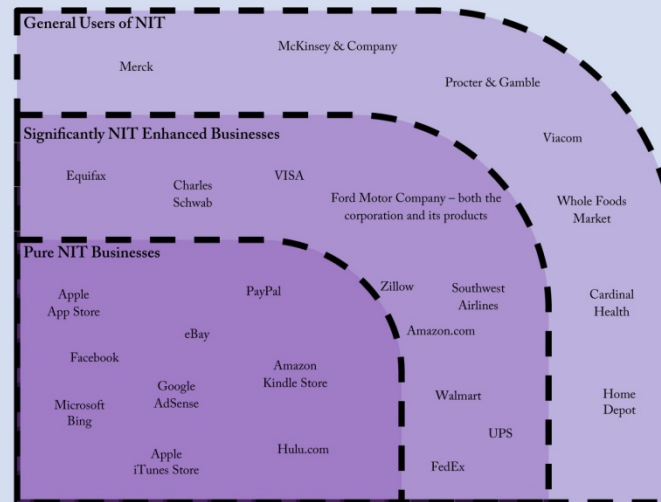 General Users of NIT
McKinsey & Company
Merck
Procter & Gamble
Viacom
Whole Foods
Market
Cardinal
Health
Home
Depot
Significantly NIT Enhanced Businesses
Equifax
Charles
Schwab
VISA
Ford Motor Company – both the
corporation and its products
Zillow
Southwest
Airlines
Amazon.com
Walmart
UPS
FedEx
Pure NIT Businesses
Apple
App Store
PayPal
eBay
Facebook
Amazon
Kindle Store
Google
AdSense
Microsoft
Bing
Hulu.com
Apple
iTunes Store